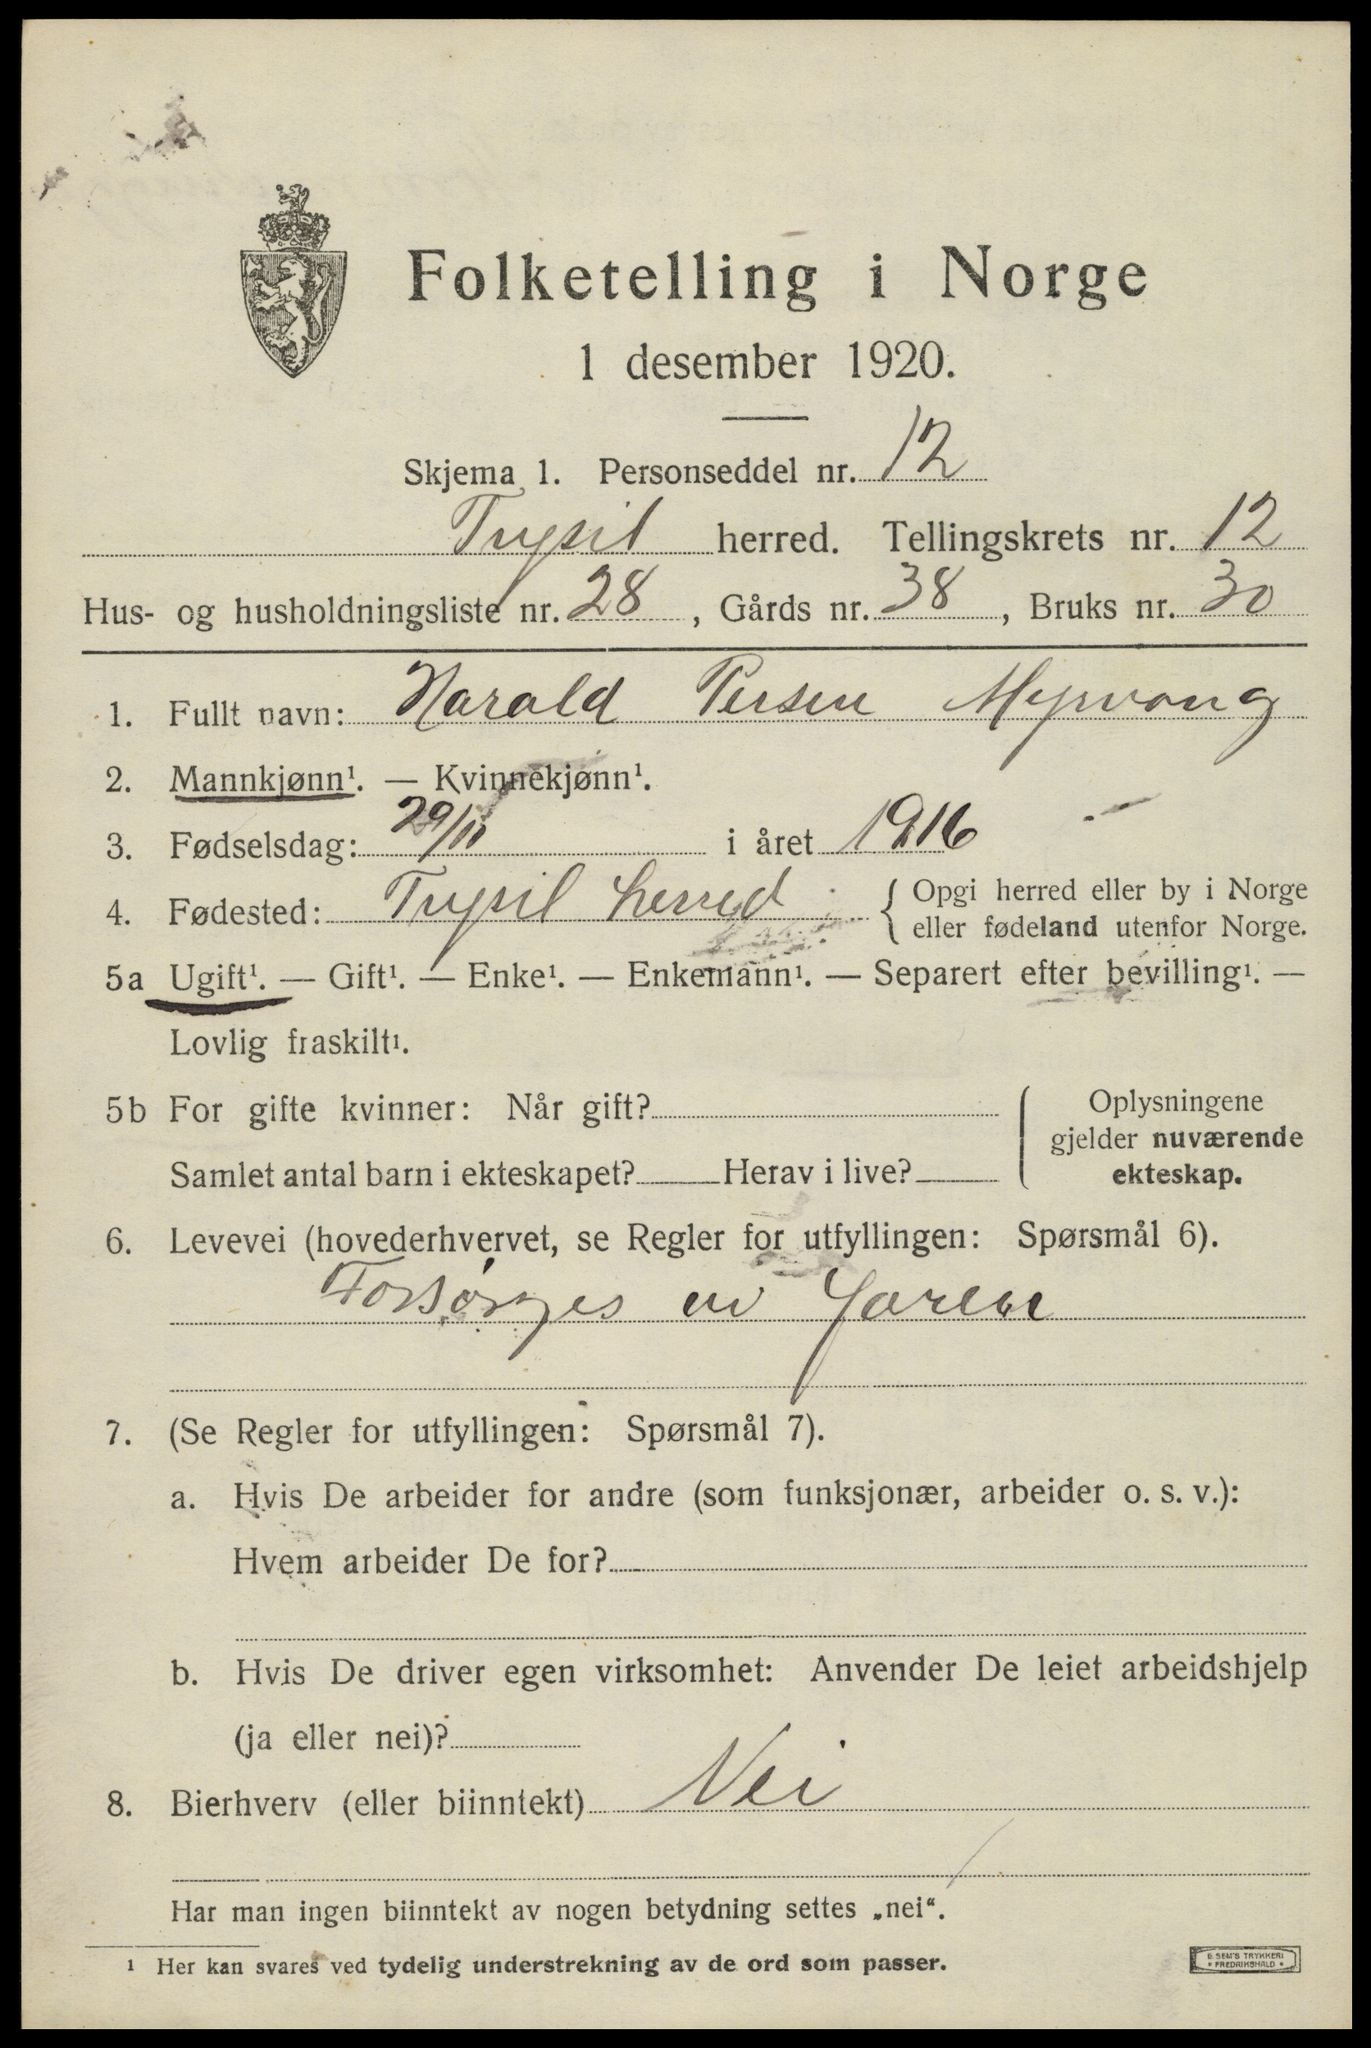 Folketelling i Norge
1 desember 1920.
Skjema 1. Personseddel nr. 12
Trysil herred. Tellingskrets nr. 12
Hus- og husholdningsliste nr. 28, Gårds nr. 38, Bruks nr. 30
1. Fullt navn: Harald Persen Myrvang
2. Mannkjønn¹. — Kvinnekjønn¹.
3. Fødselsdag: 29/11 i året 1916
4. Fødested: Trysil herred { Opgi herred eller by i Norge
eller fødeland utenfor Norge.
5a Ugift¹. — Gift¹. — Enke¹. — Enkemann¹. — Separert efter bevilling¹. —
Lovlig fraskilt¹.
5b For gifte kvinner: Når gift?
Samlet antal barn i ekteskapet? Herav i live?
Oplysningene
gjelder nuværende
ekteskap.
6. Levevei (hovederhvervet, se Regler for utfyllingen: Spørsmål 6).
Forsørges
7. (Se Regler for utfyllingen: Spørsmål 7).
a. Hvis De arbeider for andre (som funksjonær, arbeider o. s. v.):
Hvem arbeider De for?
b. Hvis De driver egen virksomhet: Anvender De leiet arbeidshjelp
(ja eller nei)?
8. Bierhverv (eller biinntekt) Nei
Har man ingen biinntekt av nogen betydning settes „nei“.
¹ Her kan svares ved tydelig understrekning av de ord som passer.
E. SEM'S TRYKKERI
• FREDRIKSHALD •